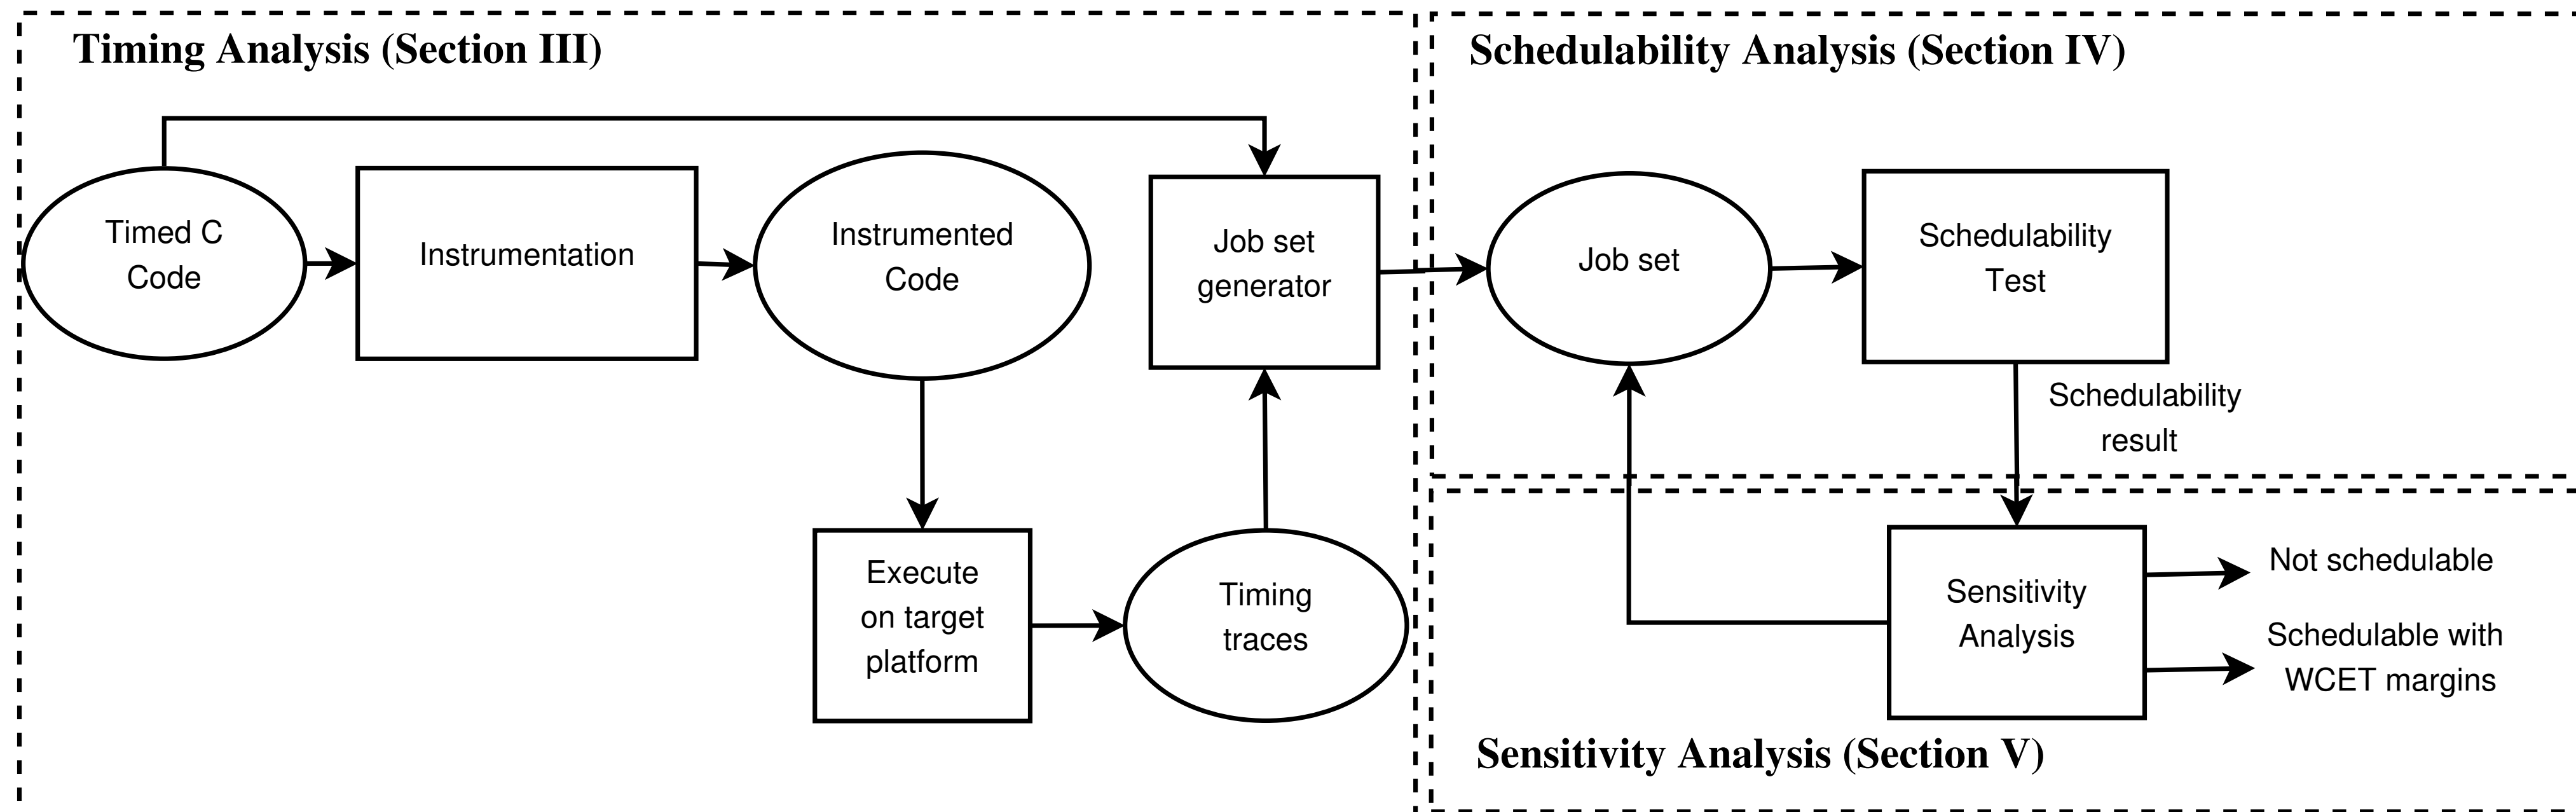 Timing Analysis (Section III)
Timed C
Code
Instrumentation
Instrumented
Code
Job set
generator
Execute
on target
platform
Timing
traces
Schedulability Analysis (Section IV)
Job set
Schedulability
Test
Schedulability
result
Sensitivity
Analysis
Not schedulable
Schedulable with
WCET margins
Sensitivity Analysis (Section V)